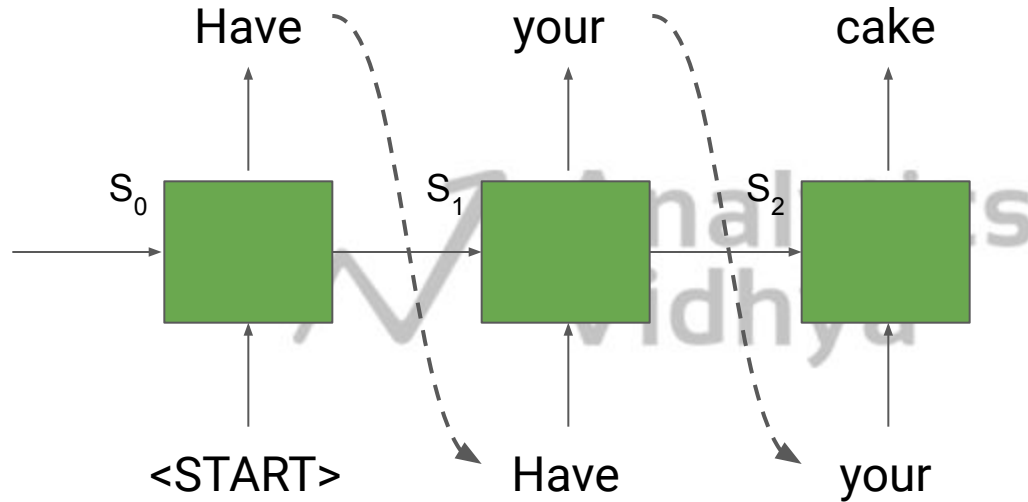 Have your cake
S0 S1 S2
Analytics
Vidhya
<START> Have your